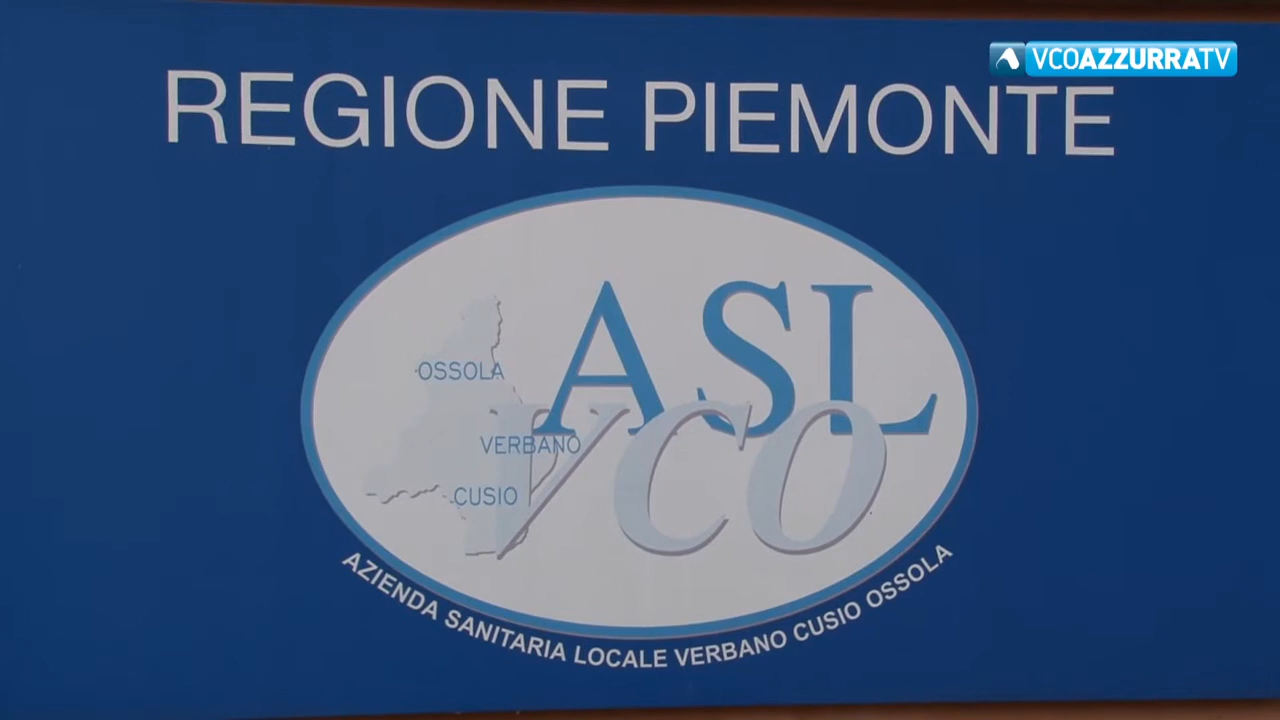 VCOAZZURRATV
REGIONE PIEMONTE
ASL
OSSOLA
VCO
VERBANO
CUSIO
AZIENDA SANITARIA LOCALE VERBANO CUSIO OSSOLA